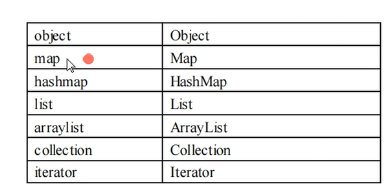 object Object
map Map
hashmap HashMap
list List
arraylist ArrayList
collection Collection
iterator Iterator